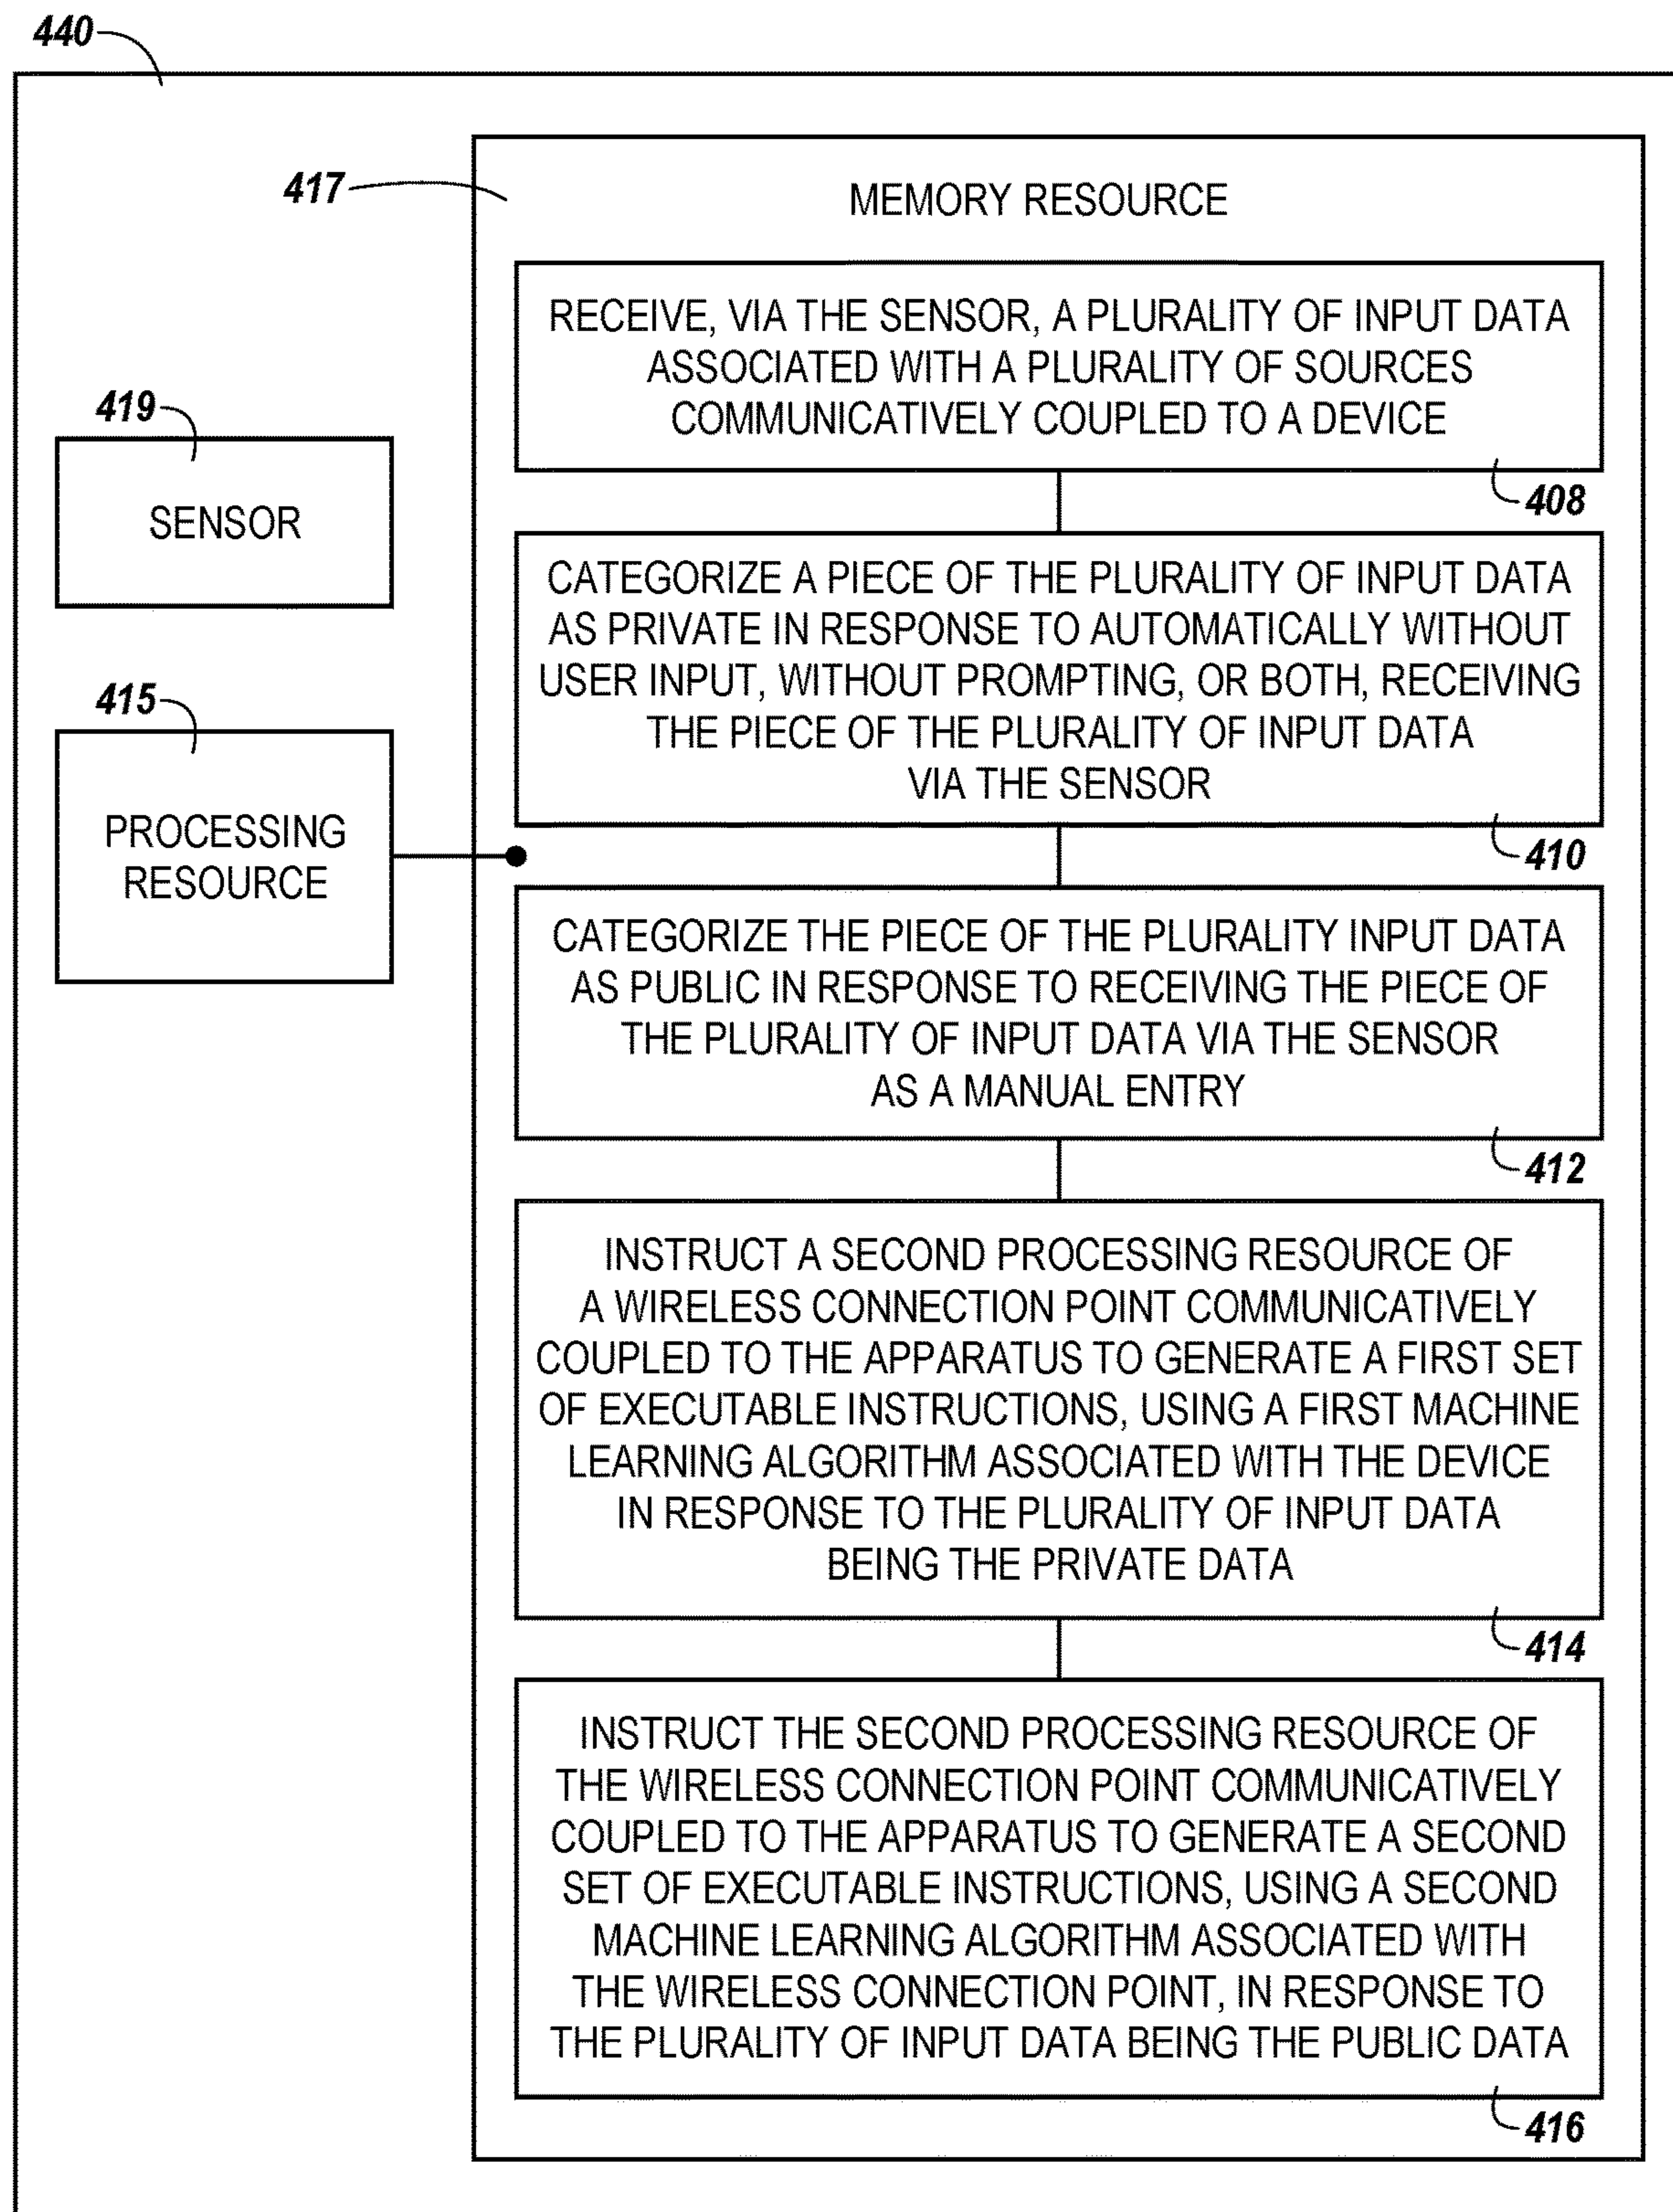 440
417
MEMORY RESOURCE
RECEIVE, VIA THE SENSOR, A PLURALITY OF INPUT DATA
ASSOCIATED WITH A PLURALITY OF SOURCES
COMMUNICATIVELY COUPLED TO A DEVICE
408
419
SENSOR
CATEGORIZE A PIECE OF THE PLURALITY OF INPUT DATA
AS PRIVATE IN RESPONSE TO AUTOMATICALLY WITHOUT
USER INPUT, WITHOUT PROMPTING, OR BOTH, RECEIVING
THE PIECE OF THE PLURALITY OF INPUT DATA
VIA THE SENSOR
410
415
PROCESSING
RESOURCE
CATEGORIZE THE PIECE OF THE PLURALITY INPUT DATA
AS PUBLIC IN RESPONSE TO RECEIVING THE PIECE OF
THE PLURALITY OF INPUT DATA VIA THE SENSOR
AS A MANUAL ENTRY
412
INSTRUCT A SECOND PROCESSING RESOURCE OF
A WIRELESS CONNECTION POINT COMMUNICATIVELY
COUPLED TO THE APPARATUS TO GENERATE A FIRST SET
OF EXECUTABLE INSTRUCTIONS, USING A FIRST MACHINE
LEARNING ALGORITHM ASSOCIATED WITH THE DEVICE
IN RESPONSE TO THE PLURALITY OF INPUT DATA
BEING THE PRIVATE DATA
414
INSTRUCT THE SECOND PROCESSING RESOURCE OF
THE WIRELESS CONNECTION POINT COMMUNICATIVELY
COUPLED TO THE APPARATUS TO GENERATE A SECOND
SET OF EXECUTABLE INSTRUCTIONS, USING A SECOND
MACHINE LEARNING ALGORITHM ASSOCIATED WITH
THE WIRELESS CONNECTION POINT, IN RESPONSE TO
THE PLURALITY OF INPUT DATA BEING THE PUBLIC DATA
416